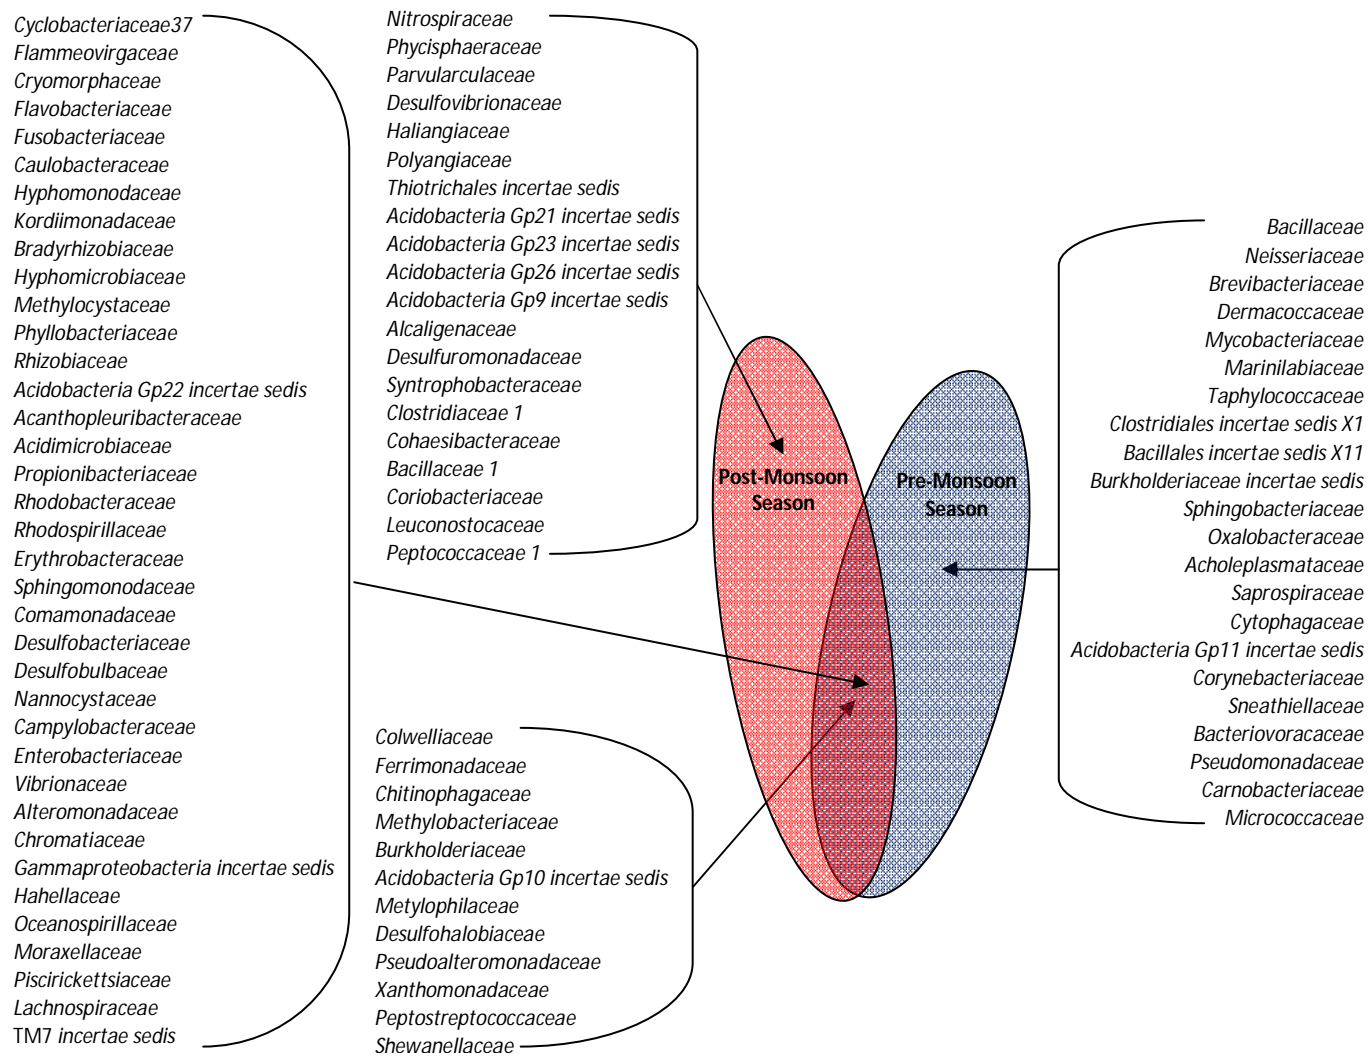 Cyclobacteriaceae37
Flammeovirgaceae
Cryomorphaceae
Flavobacteriaceae
Fusobacteriaceae
Caulobacteraceae
Hyphomonadaceae
Kordiimonadaceae
Bradyrhizobiaceae
Hyphomicrobiaceae
Methylocystaceae
Phyllobacteriaceae
Rhizobiaceae
Acidobacteria Gp22 incertae sedis
Acanthopleuribacteraceae
Acidimicrobiaceae
Propionibacteriaceae
Rhodobacteraceae
Rhodospirillaceae
Erythrobacteraceae
Sphingomonodaceae
Comamonadaceae
Desulfobacteriaceae
Desulfobulbaceae
Nannocystaceae
Campylobacteraceae
Enterobacteriaceae
Vibrionaceae
Alteromonadaceae
Chromatiaceae
Gammaproteobacteria incertae sedis
Hahellaceae
Oceanospirillaceae
Moraxellaceae
Piscirickettsiaceae
Lachnospiraceae
TM7 incertae sedis
Nitrospiraceae
Phycisphaeraceae
Parvularculaceae
Desulfovibrionaceae
Haliangiaceae
Polyangiaceae
Thiotrichales incertae sedis
Acidobacteria Gp21 incertae sedis
Acidobacteria Gp23 incertae sedis
Acidobacteria Gp26 incertae sedis
Acidobacteria Gp9 incertae sedis
Alcaligenaceae
Desulfuromonadaceae
Syntrophobacteraceae
Clostridiaceae 1
Cohaesibacteraceae
Bacillaceae 1
Coriobacteriaceae
Leuconostocaceae
Peptococcaceae 1
Colwelliaceae
Ferrimonadaceae
Chitinophagaceae
Methylobacteriaceae
Burkholderiaceae
Acidobacteria Gp10 incertae sedis
Metylophilaceae
Desulfohalobiaceae
Pseudoalteromonadaceae
Xanthomonadaceae
Peptostreptococcaceae
Shewanellaceae
Post-Monsoon
Season
Pre-Monsoon
Season
Bacillaceae
Neisseriaceae
Brevibacteriaceae
Dermacoccaceae
Mycobacteriaceae
Marinilabiaceae
Taphylococcaceae
Clostridiales incertae sedis X1
Bacillales incertae sedis X11
Burkholderiaceae incertae sedis
Sphingobacteriaceae
Oxalobacteraceae
Acholeplasmataceae
Saprospiraceae
Cytophagaceae
Acidobacteria Gp11 incertae sedis
Corynebacteriaceae
Sneathiellaceae
Bacteriovoracaceae
Pseudomonadaceae
Carnobacteriaceae
Micrococcaceae